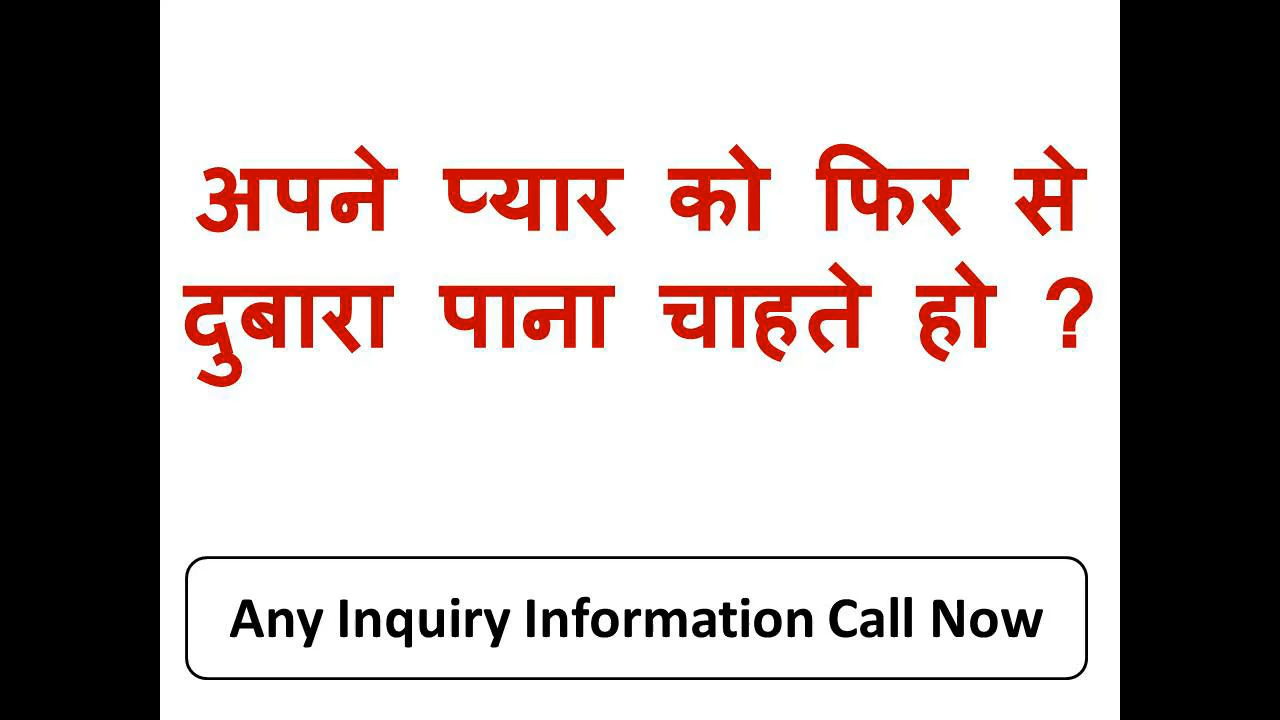 अपने प्यार को फिर से
दुबारा पाना चाहते हो ?
Any Inquiry Information Call Now